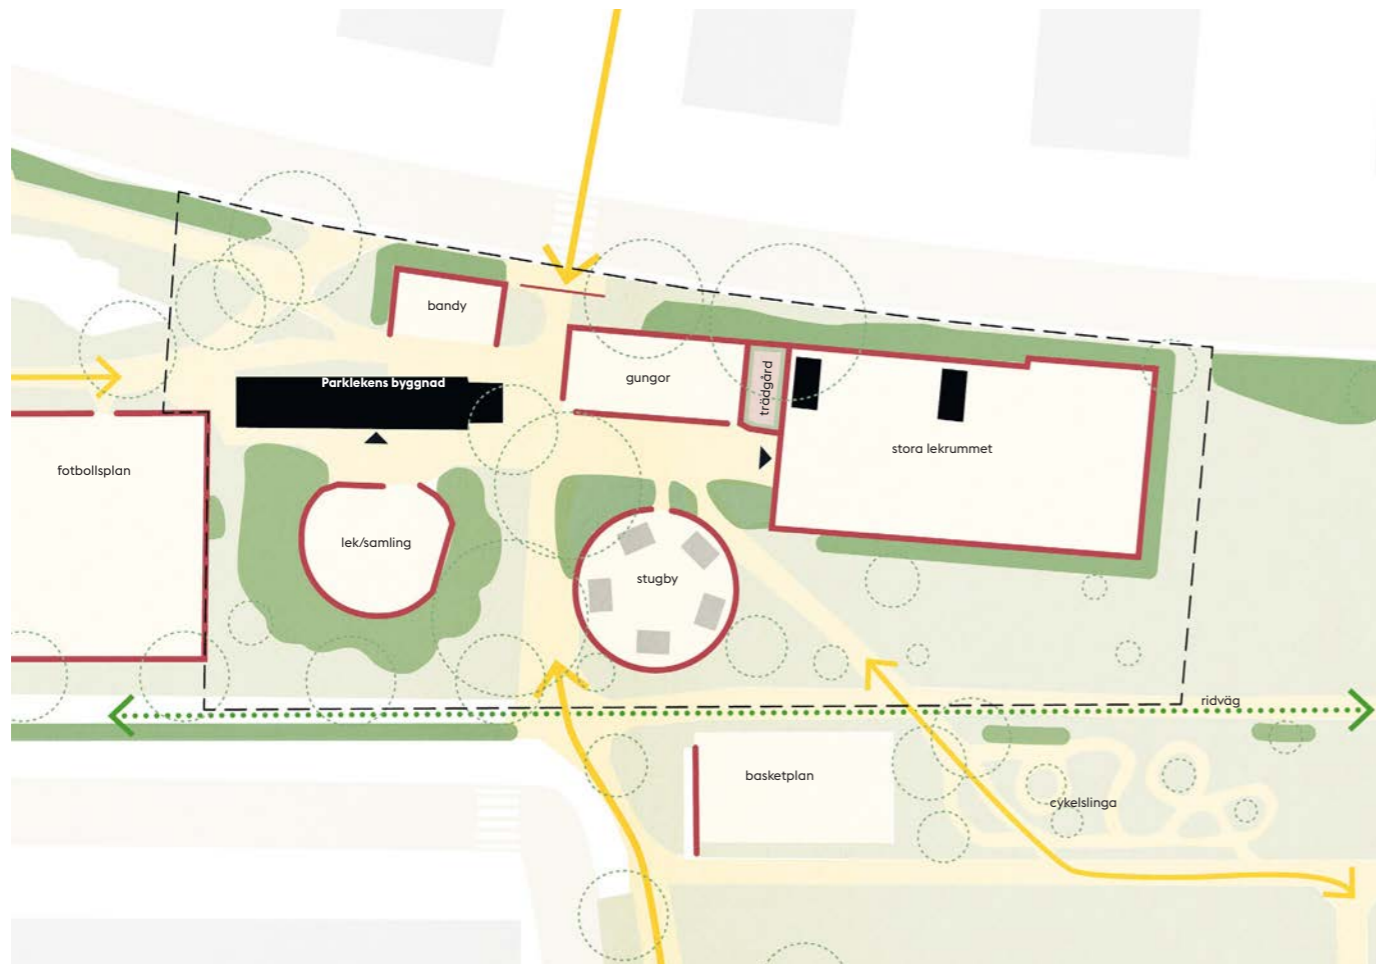 bandy
Parklekens byggnad
gungor
trädgård
stora lekrummet
fotbollsplan
lek/samling
stugby
ridväg
basketplan
cykelslinga